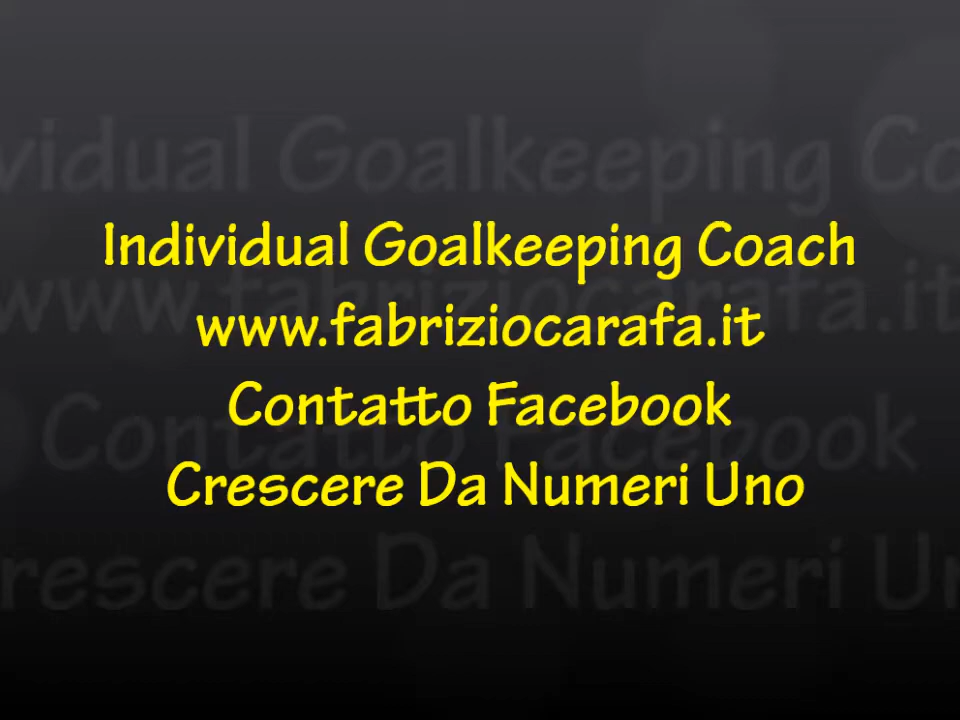 Individual Goalkeeping Coach
www.fabriziocarafa.it
Contatto Facebook
Crescere Da Numeri Uno